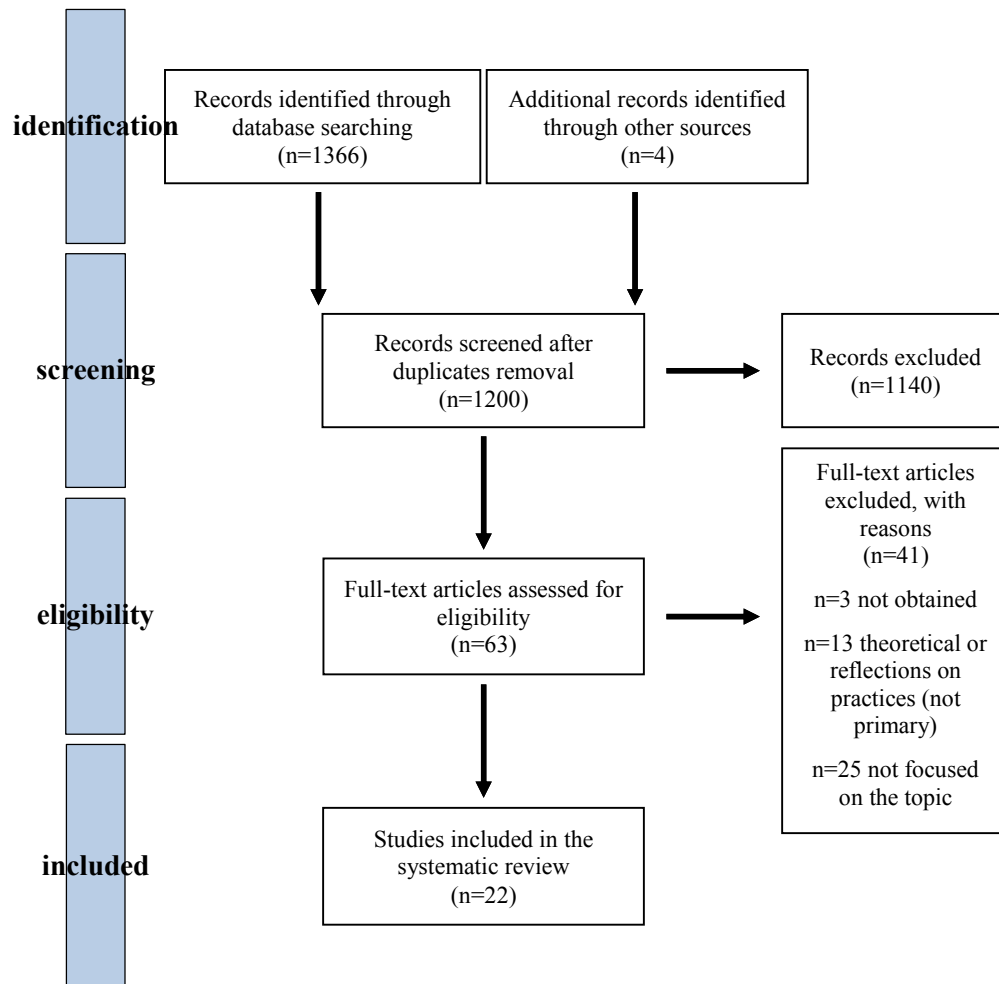 identification
Records identified through
database searching
(n=1366)
Additional records identified
through other sources
(n=4)
screening
Records screened after
duplicates removal
(n=1200)
Records excluded
(n=1140)
eligibility
Full-text articles assessed for
eligibility
(n=63)
Full-text articles
excluded, with
reasons
(n=41)
n=3 not obtained
n=13 theoretical or
reflections on
practices (not
primary)
n=25 not focused
on the topic
included
Studies included in the
systematic review
(n=22)